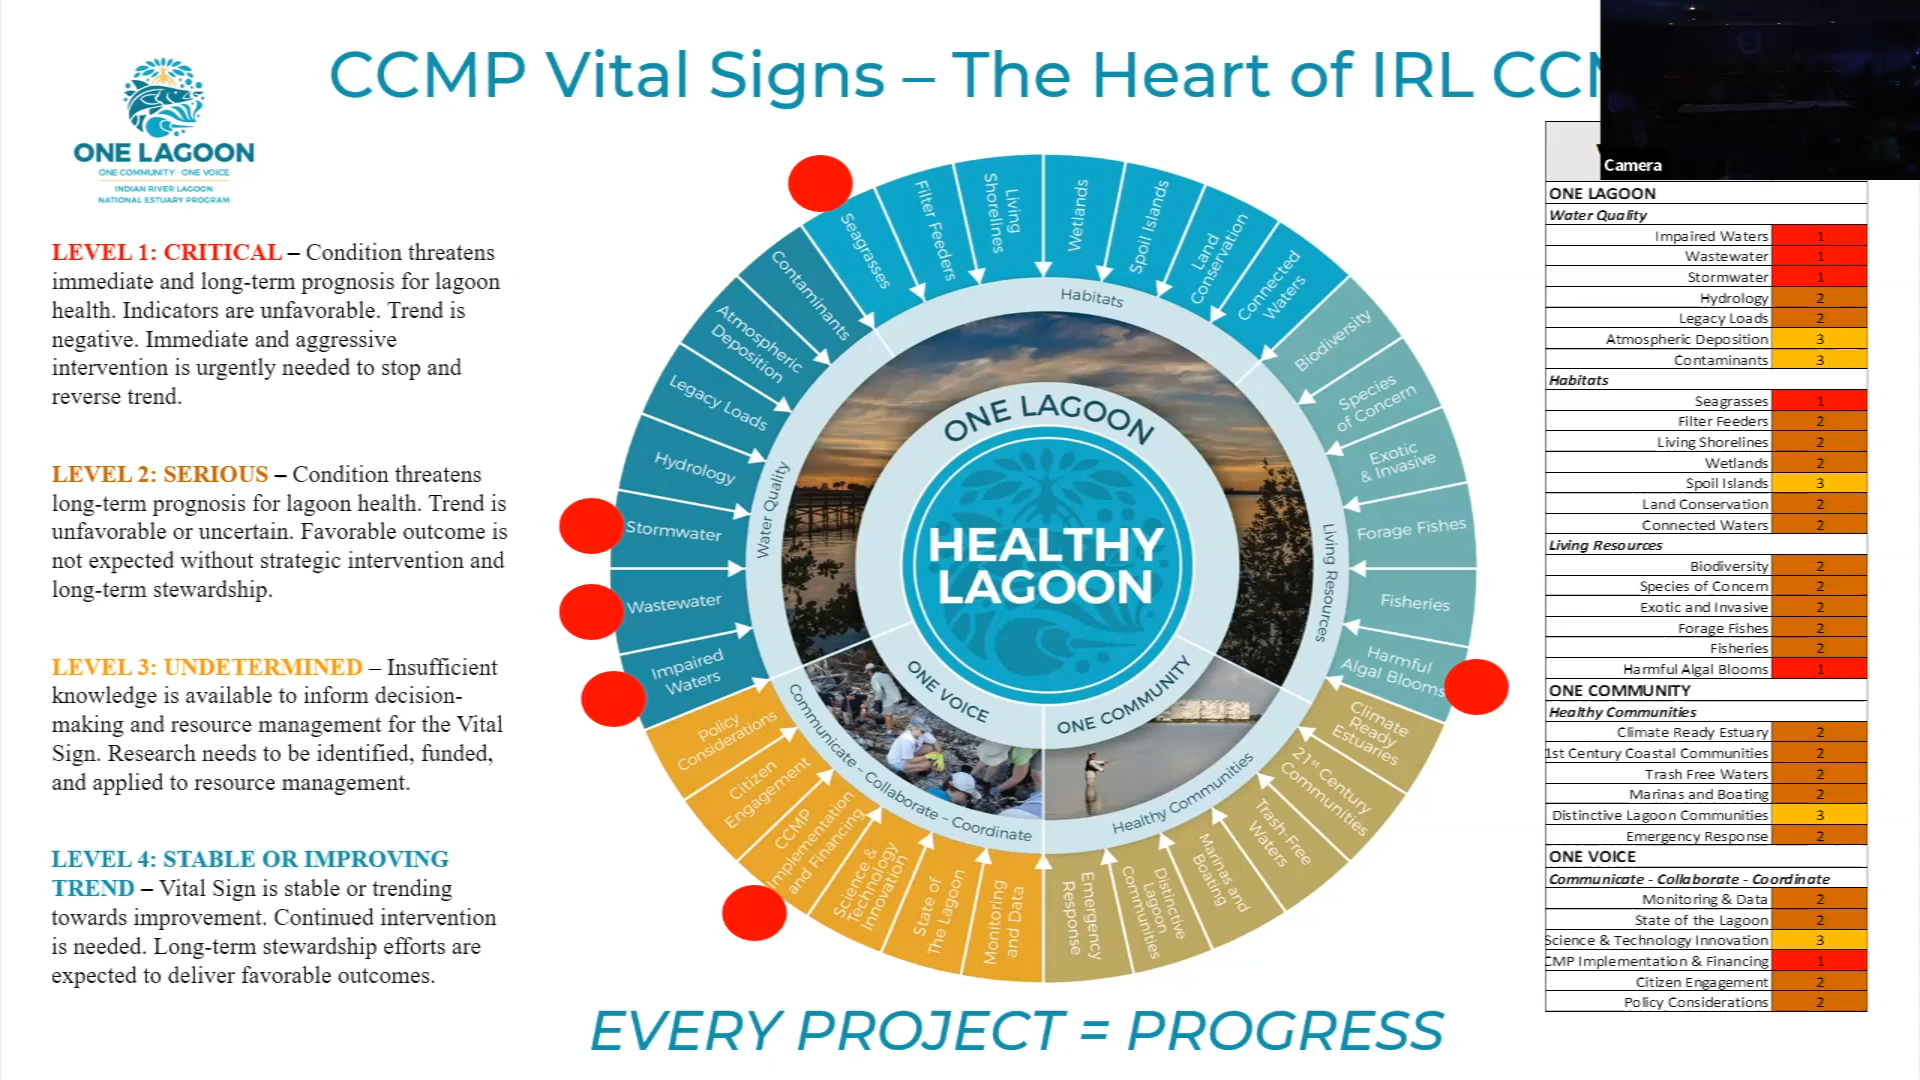 CCMP Vital Signs – The Heart of IRL
Camera
ONE LAGOON
ONE COMMUNITY · ONE VOICE
INDIAN RIVER LAGOON
NATIONAL ESTUARY PROGRAM
LEVEL 1: CRITICAL – Condition threatens
immediate and long-term prognosis for lagoon
health. Indicators are unfavorable. Trend is
negative. Immediate and aggressive
intervention is urgently needed to stop and
reverse trend.
LEVEL 2: SERIOUS – Condition threatens
long-term prognosis for lagoon health. Trend is
unfavorable or uncertain. Favorable outcome is
not expected without strategic intervention and
long-term stewardship.
LEVEL 3: UNDETERMINED – Insufficient
knowledge is available to inform decision-
making and resource management for the Vital
Sign. Research needs to be identified, funded,
and applied to resource management.
LEVEL 4: STABLE OR IMPROVING
TREND – Vital Sign is stable or trending
towards improvement. Continued intervention
is needed. Long-term stewardship efforts are
expected to deliver favorable outcomes.
Seagrasses
Filter Feeders
Living
Shorelines
Wetlands
Spoil Islands
Land
Conservation
Connected
Waters
Biodiversity
Species
of Concern
Exotic
& Invasive
Forage Fishes
Fisheries
Harmful
Algal Blooms
Climate
Ready
Estuaries
21st Century
Communities
Trash-Free
Waters
Marinas and
Boating
Distinctive
Lagoon
Communities
Emergency
Response
Monitoring
and Data
State of
The Lagoon
Science &
Technology
Innovation
CCMP
Implementation
and Financing
Citizen
Engagement
Policy
Considerations
Impaired
Waters
Wastewater
Stormwater
Hydrology
Legacy Loads
Atmospheric
Deposition
Contaminants
Habitats
Living Resources
Healthy Communities
Communicate – Collaborate – Coordinate
Water Quality
ONE LAGOON
HEALTHY
LAGOON
ONE VOICE
ONE COMMUNITY
EVERY PROJECT = PROGRESS
ONE LAGOON
Water Quality
Impaired Waters 1
Wastewater 1
Stormwater 1
Hydrology 2
Legacy Loads 2
Atmospheric Deposition 3
Contaminants 3
Habitats
Seagrasses 1
Filter Feeders 2
Living Shorelines 2
Wetlands 2
Spoil Islands 3
Land Conservation 2
Connected Waters 2
Living Resources
Biodiversity 2
Species of Concern 2
Exotic and Invasive 2
Forage Fishes 2
Fisheries 2
Harmful Algal Blooms 1
ONE COMMUNITY
Healthy Communities
Climate Ready Estuary 2
1st Century Coastal Communities 2
Trash Free Waters 2
Marinas and Boating 2
Distinctive Lagoon Communities 3
Emergency Response 2
ONE VOICE
Communicate - Collaborate - Coordinate
Monitoring & Data 2
State of the Lagoon 2
Science & Technology Innovation 3
CMP Implementation & Financing 1
Citizen Engagement 2
Policy Considerations 2